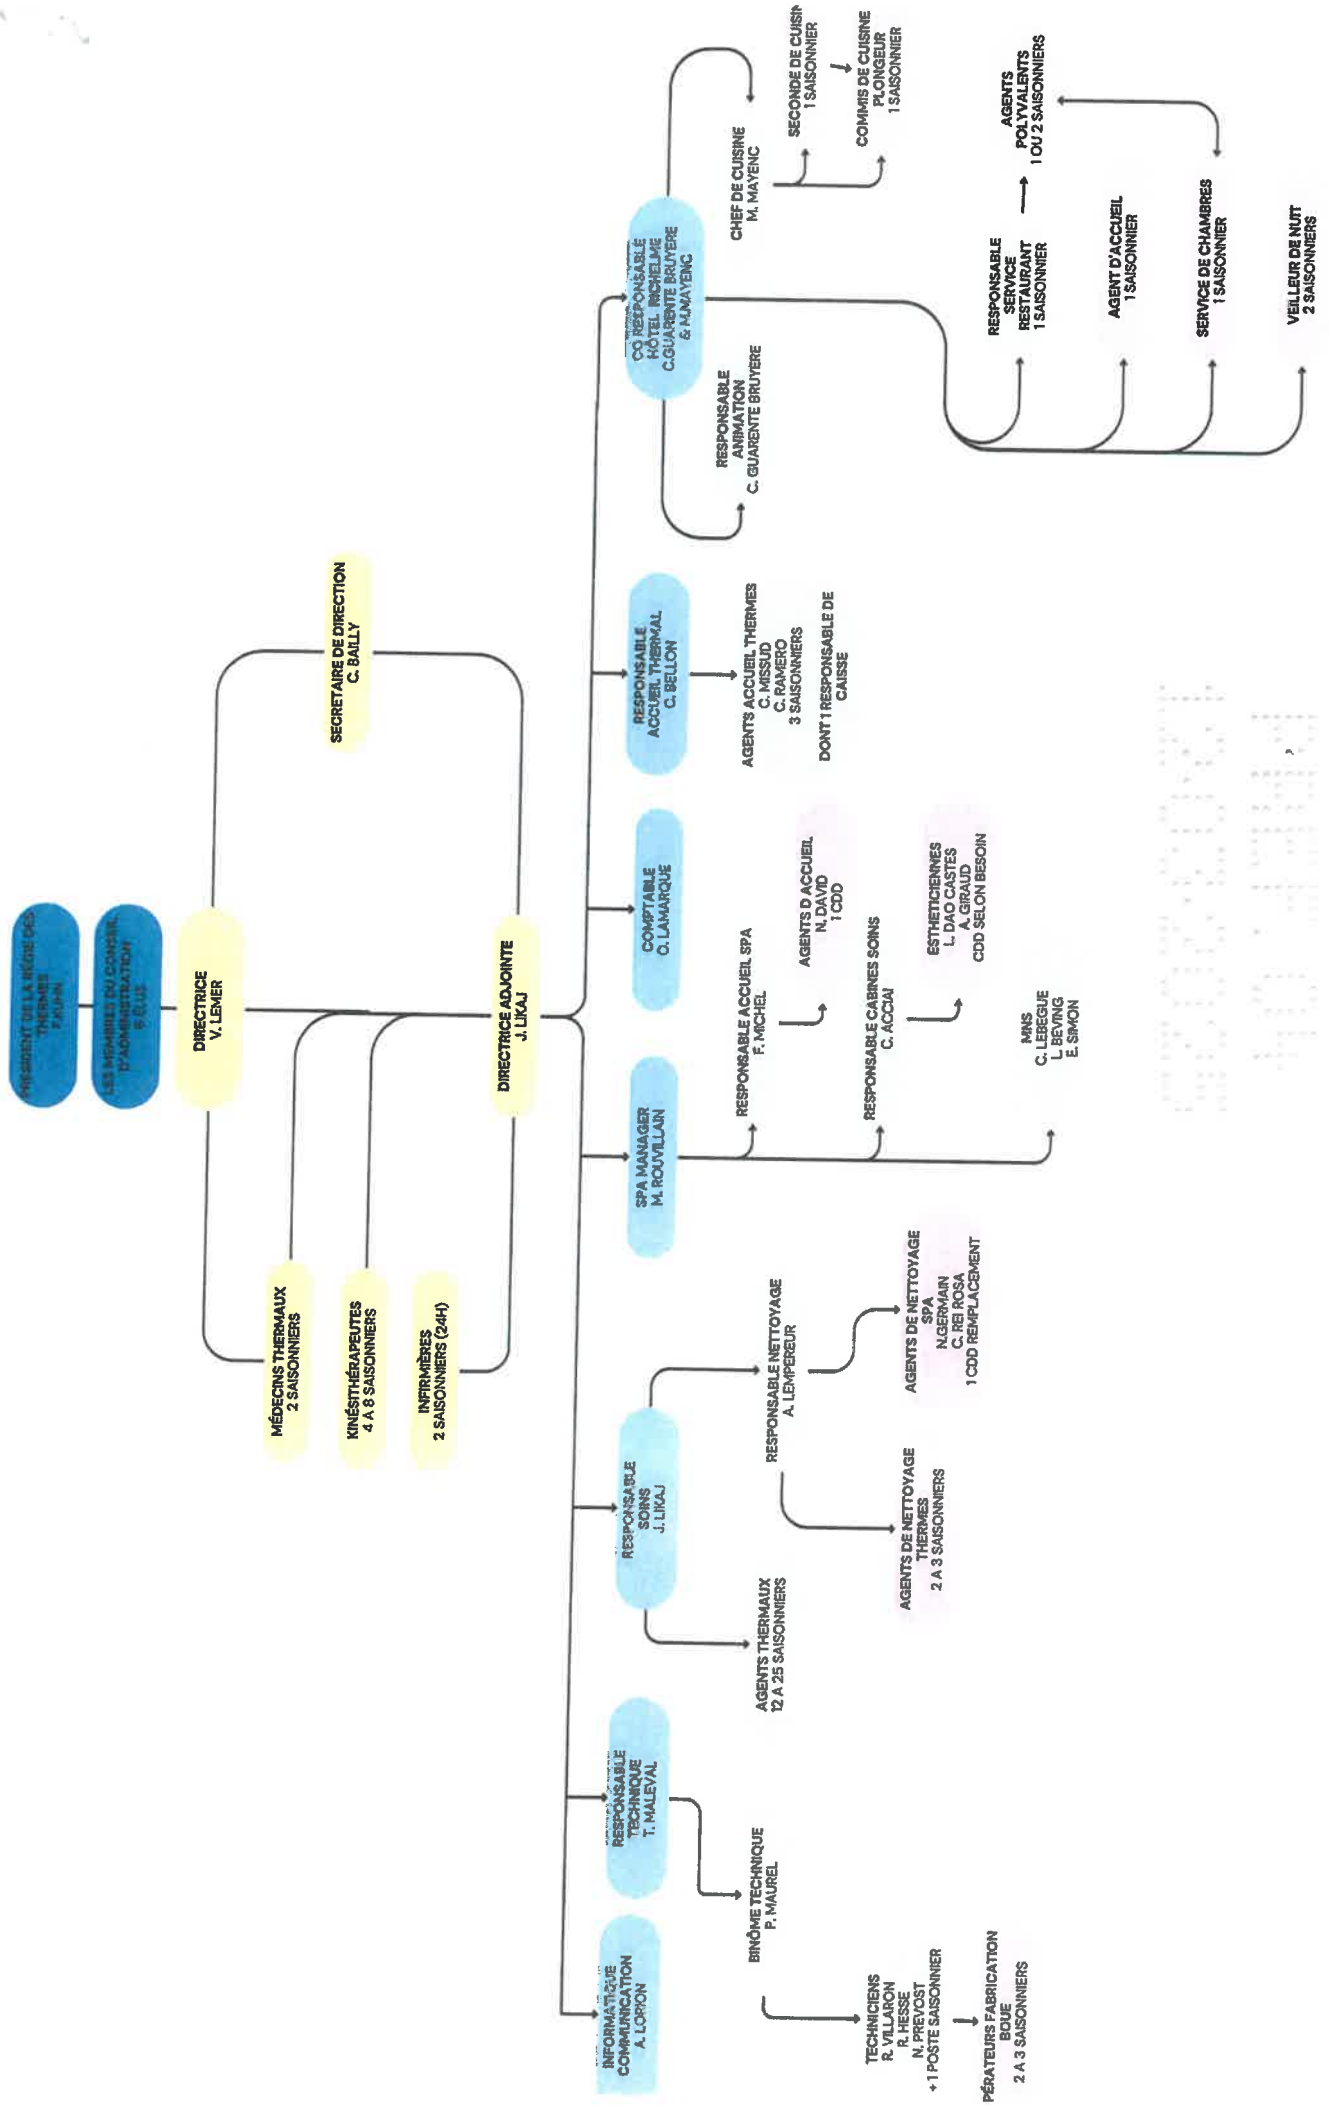 PRÉSIDENT DE LA RÉGIE DES
THERMES
F. KUHN
LES MEMBRES DU CONSEIL
D'ADMINISTRATION
5 ÉLUS
DIRECTRICE
V. LEMER
SECRETAIRE DE DIRECTION
C. BAILLY
MÉDECINS THERMAUX
2 SAISONNIERS
KINÉSITHÉRAPEUTES
4 A 8 SAISONNIERS
INFIRMIÈRES
2 SAISONNIERS (24H)
DIRECTRICE ADJOINTE
J. LIKAJ
INFORMATIQUE
COMMUNICATION
A. LORION
RESPONSABLE
TECHNIQUE
T. MALEVAL
BINÔME TECHNIQUE
P. MAUREL
TECHNICIENS
R. VILLARON
R. HESSE
N. PREVOST
+ 1 POSTE SAISONNIER
PÉRATEURS FABRICATION
BOUE
2 A 3 SAISONNIERS
RESPONSABLE
SOINS
J. LIKAJ
AGENTS THERMAUX
12 A 25 SAISONNIERS
RESPONSABLE NETTOYAGE
A. LEMPEREUR
AGENTS DE NETTOYAGE
THERMES
2 A 3 SAISONNIERS
AGENTS DE NETTOYAGE
SPA
N.GERMAIN
C. REI ROSA
1 CDD REMPLACEMENT
SPA MANAGER
M. ROUVILLAIN
RESPONSABLE ACCUEIL SPA
F. MICHEL
AGENTS D ACCUEIL
N. DAVID
1 CDD
RESPONSABLE CABINES SOINS
C. ACCIAI
ESTHETICIENNES
L. DAO CASTES
A. GIRAUD
CDD SELON BESOIN
MNS
C. LEBEGUE
L. BEVING
E. SIMON
COMPTABLE
O. LAMARQUE
RESPONSABLE
ACCUEIL THERMAL
C. BELLON
AGENTS ACCUEIL THERMES
C. MISSUD
C. RAMERO
3 SAISONNIERS
DONT 1 RESPONSABLE DE
CAISSE
CO RESPONSABLE
HÔTEL RICHELME
C.GUARENTE BRUYERE
& M.MAYENC
RESPONSABLE
ANIMATION
C. GUARENTE BRUYERE
CHEF DE CUISINE
M. MAYENC
SECONDE DE CUISIN
1 SAISONNIER
COMMIS DE CUISINE
PLONGEUR
1 SAISONNIER
RESPONSABLE
SERVICE
RESTAURANT
1 SAISONNIER
AGENTS
POLYVALENTS
1 OU 2 SAISONNIERS
AGENT D'ACCUEIL
1 SAISONNIER
SERVICE DE CHAMBRES
1 SAISONNIER
VEILLEUR DE NUIT
2 SAISONNIERS